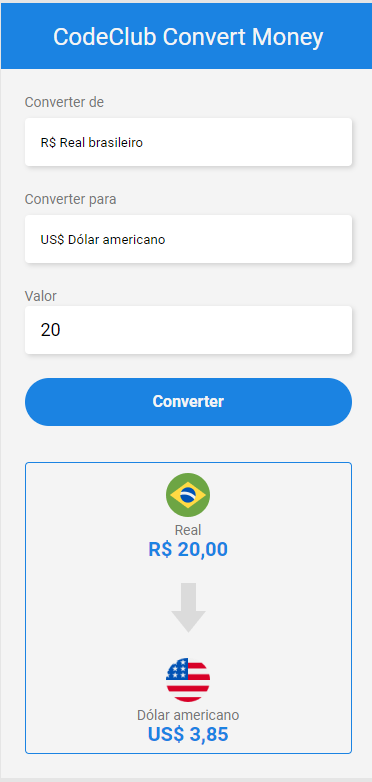 CodeClub Convert Money
Converter de
R$ Real brasileiro
Converter para
US$ Dólar americano
Valor
20
Converter
Real
R$ 20,00
Dólar americano
US$ 3,85